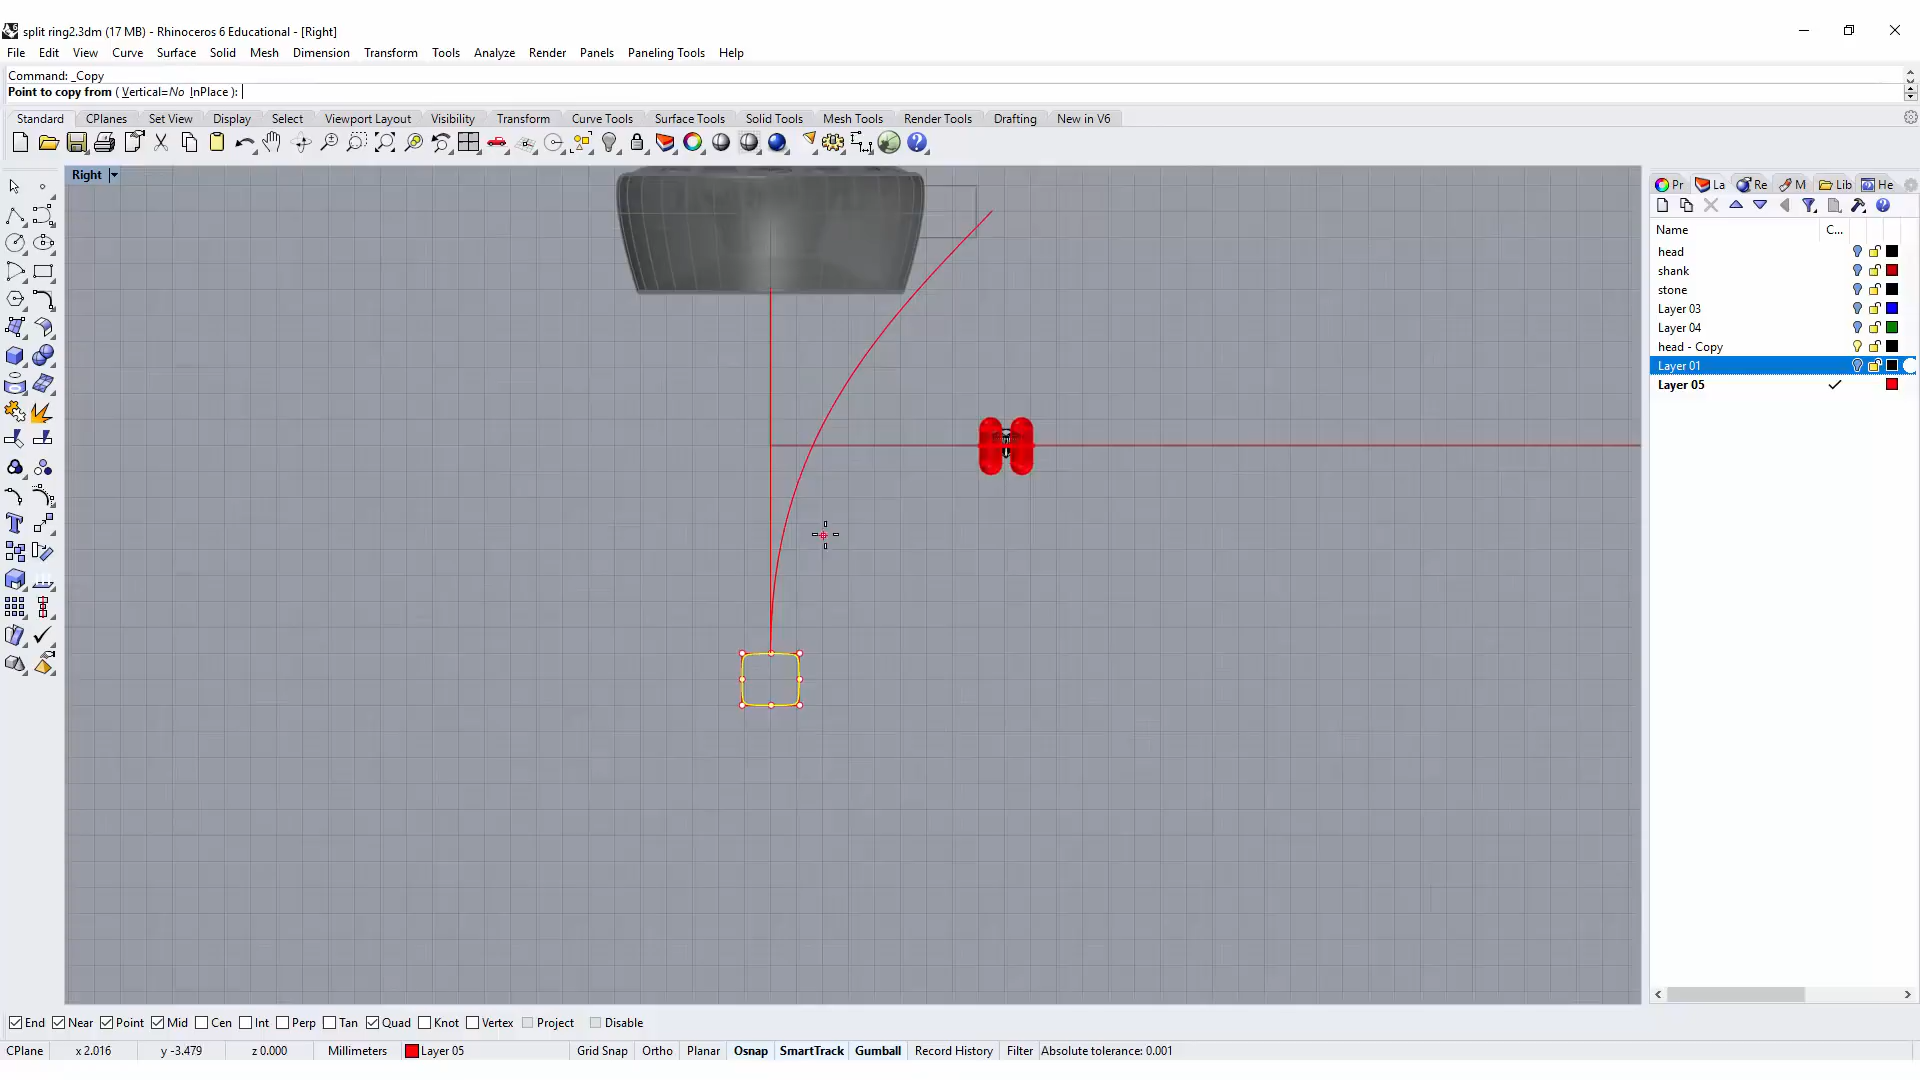 split ring2.3dm (17 MB) - Rhinoceros 6 Educational - [Right]
File Edit View Curve Surface Solid Mesh Dimension Transform Tools Analyze Render Panels Paneling Tools Help
Command: _Copy
Point to copy from ( Vertical=No InPlace ):
Standard CPlanes Set View Display Select Viewport Layout Visibility Transform Curve Tools Surface Tools Solid Tools Mesh Tools Render Tools Drafting New in V6
Right
Pr La Re M Lib He
Name C...
head
shank
stone
Layer 03
Layer 04
head - Copy
Layer 01
Layer 05
End Near Point Mid Cen Int Perp Tan Quad Knot Vertex Project Disable
CPlane x 2.016 y -3.479 z 0.000 Millimeters Layer 05 Grid Snap Ortho Planar Osnap SmartTrack Gumball Record History Filter Absolute tolerance: 0.001